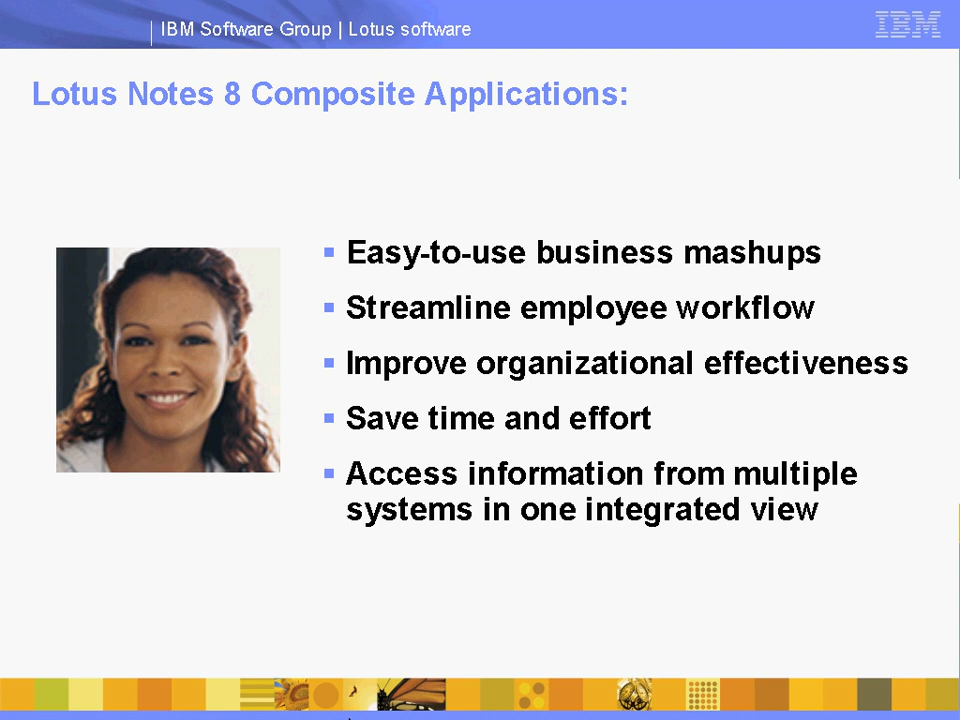 IBM Software Group | Lotus software
IBM
Lotus Notes 8 Composite Applications:
Easy-to-use business mashups
Streamline employee workflow
Improve organizational effectiveness
Save time and effort
Access information from multiple
systems in one integrated view